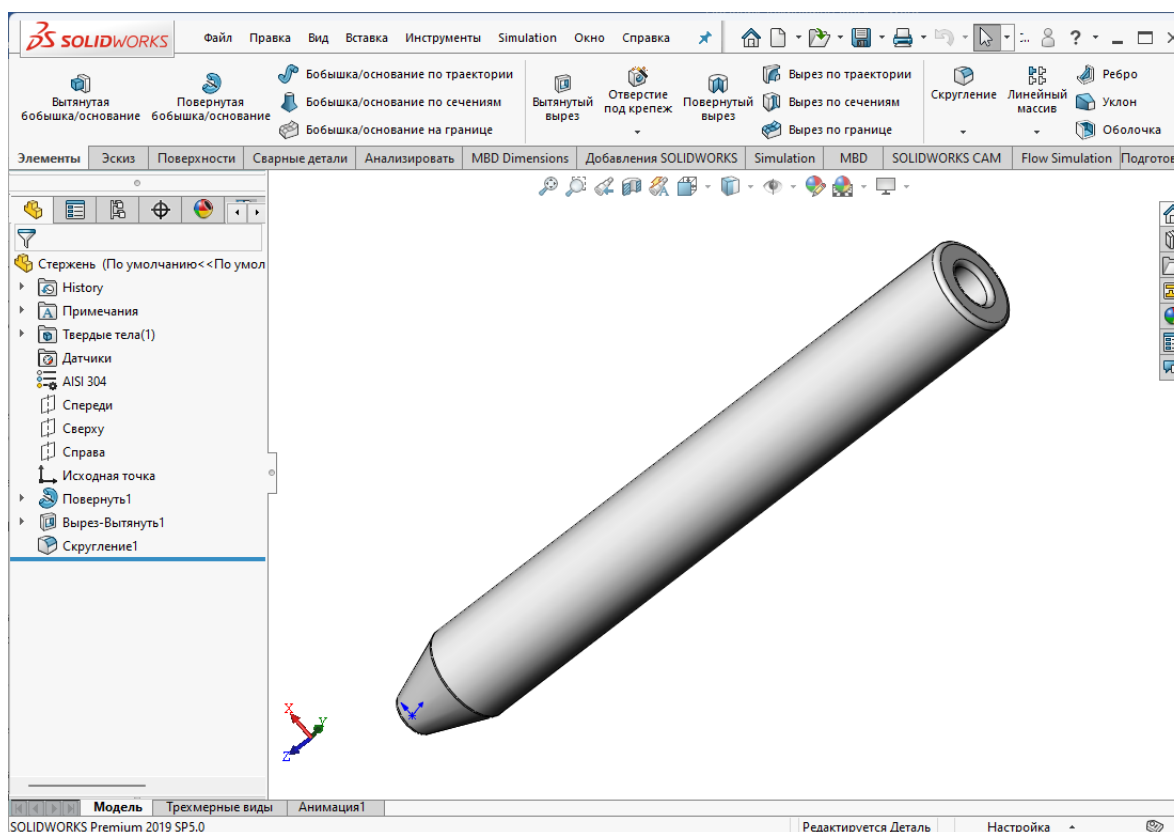 SOLIDWORKS Файл Правка Вид Вставка Инструменты Simulation Окно Справка
Вытянутая бобышка/основание
Повернутая бобышка/основание
Бобышка/основание по траектории
Бобышка/основание по сечениям
Бобышка/основание на границе
Вытянутый вырез
Отверстие под крепеж
Повернутый вырез
Вырез по траектории
Вырез по сечениям
Вырез по границе
Скругление
Линейный массив
Ребро
Уклон
Оболочка
Элементы Эскиз Поверхности Сварные детали Анализировать MBD Dimensions Добавления SOLIDWORKS Simulation MBD SOLIDWORKS CAM Flow Simulation Подготов
Стержень (По умолчанию<<По умол
History
Примечания
Твердые тела(1)
Датчики
AISI 304
Спереди
Сверху
Справа
Исходная точка
Повернуть1
Вырез-Вытянуть1
Скругление1
X
Y
Z
Модель Трехмерные виды Анимация1
SOLIDWORKS Premium 2019 SP5.0 Редактируется Деталь Настройка